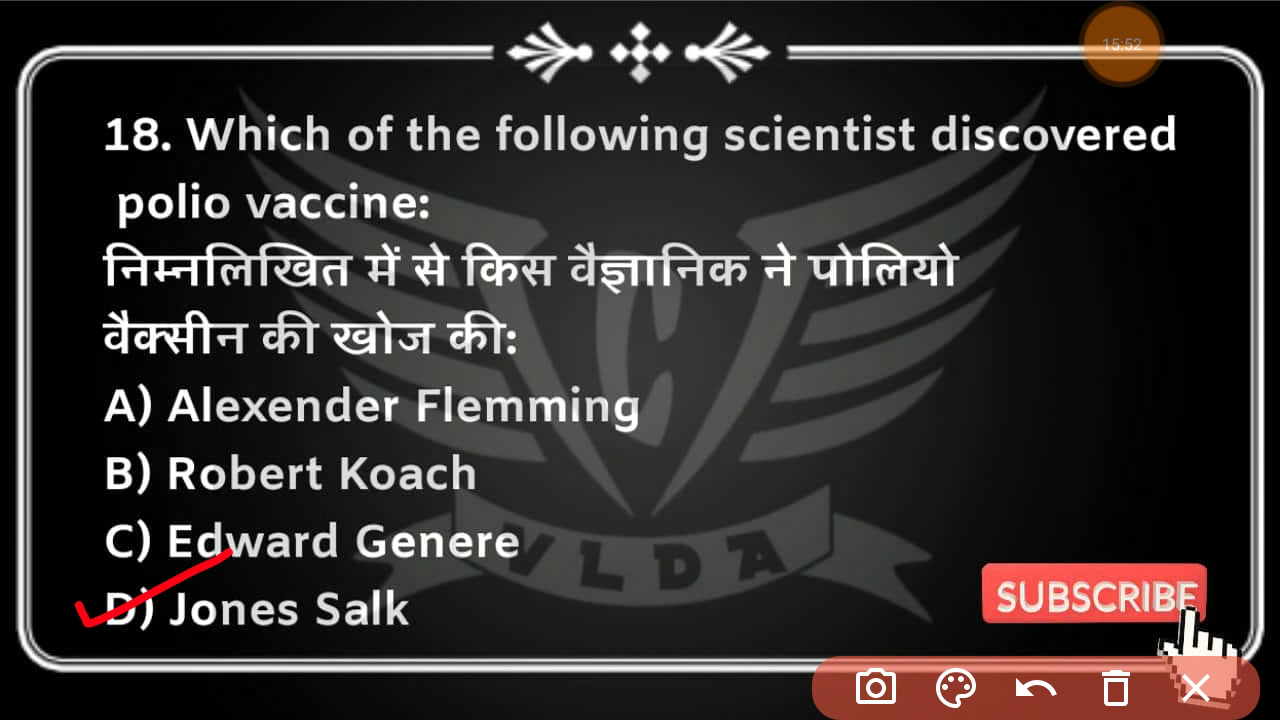 15:52
18. Which of the following scientist discovered
polio vaccine:
निम्नलिखित में से किस वैज्ञानिक ने पोलियो
वैक्सीन की खोज की:
A) Alexender Flemming
B) Robert Koach
C) Edward Genere
D) Jones Salk
VLDA
SUBSCRIBE